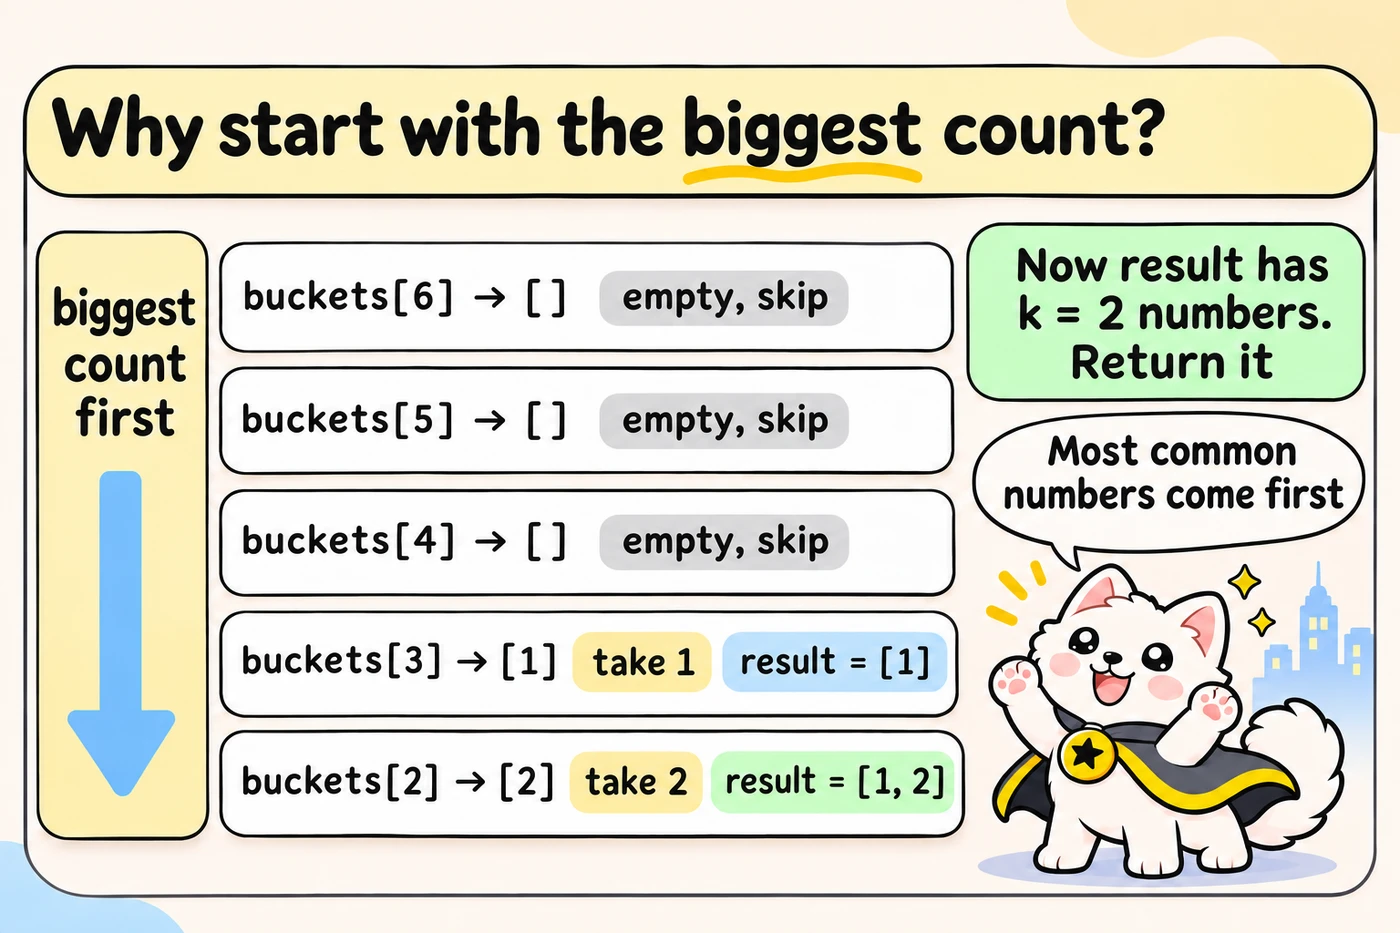 Why start with the biggest count?
biggest
count
first
buckets[6] → [] empty, skip
buckets[5] → [] empty, skip
buckets[4] → [] empty, skip
buckets[3] → [1] take 1 result = [1]
buckets[2] → [2] take 2 result = [1, 2]
Now result has
k = 2 numbers.
Return it
Most common
numbers come first